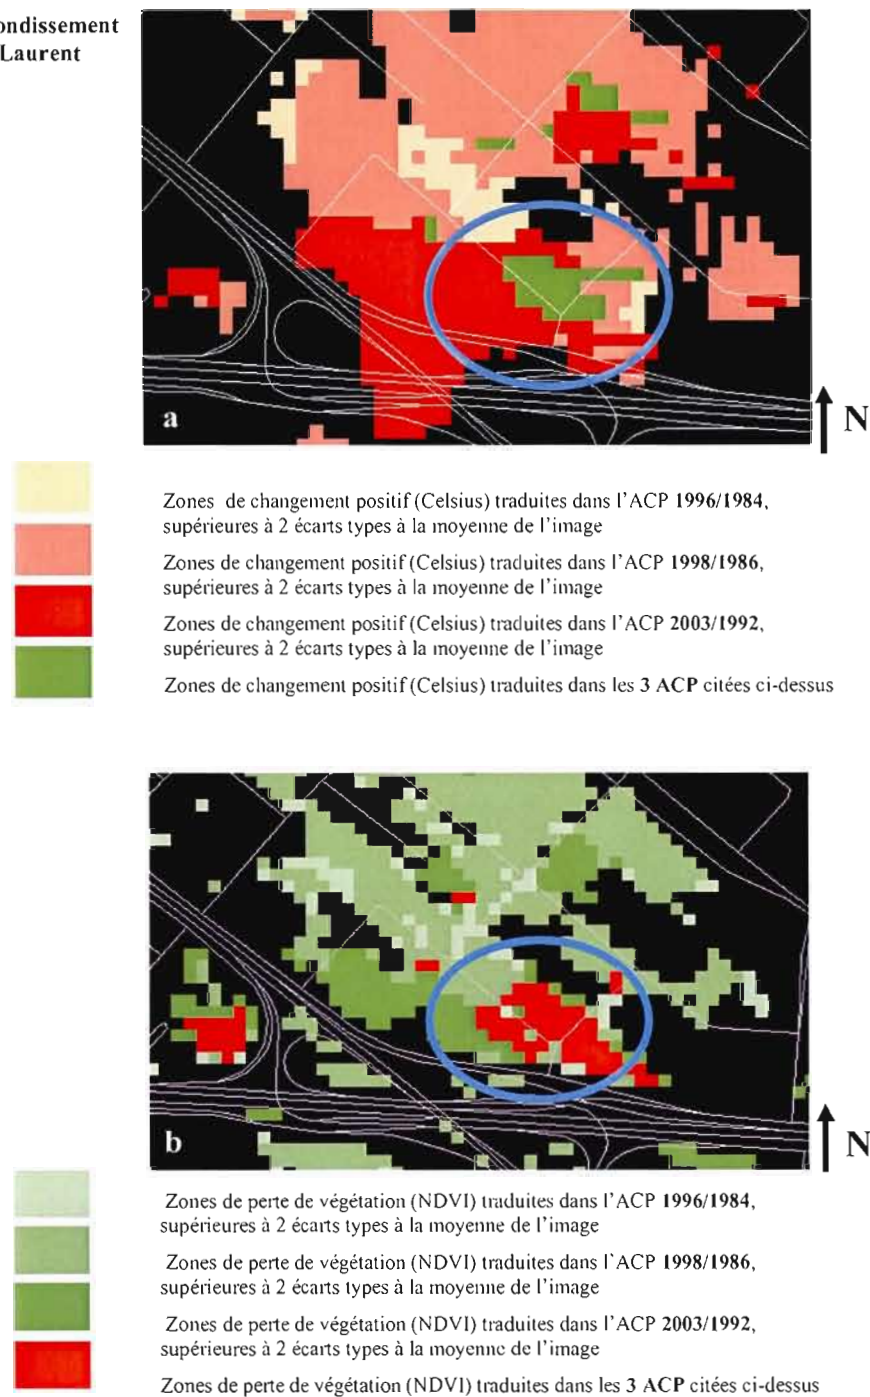 ondissement
Laurent
a
N
Zones de changement positif (Celsius) traduites dans l'ACP 1996/1984,
supérieures à 2 écarts types à la moyenne de l'image
Zones de changement positif (Celsius) traduites dans l'ACP 1998/1986,
supérieures à 2 écarts types à la moyenne de l'image
Zones de changement positif (Celsius) traduites dans l'ACP 2003/1992,
supérieures à 2 écarts types à la moyenne de l'image
Zones de changement positif (Celsius) traduites dans les 3 ACP citées ci-dessus
b
N
Zones de perte de végétation (NDVI) traduites dans l'ACP 1996/1984,
supérieures à 2 écarts types à la moyenne de l'image
Zones de perte de végétation (NDVI) traduites dans l'ACP 1998/1986,
supérieures à 2 écarts types à la moyenne de l'image
Zones de perte de végétation (NDVI) traduites dans l'ACP 2003/1992,
supérieures à 2 écarts types à la moyenne de l'image
Zones de perte de végétation (NDVI) traduites dans les 3 ACP citées ci-dessus